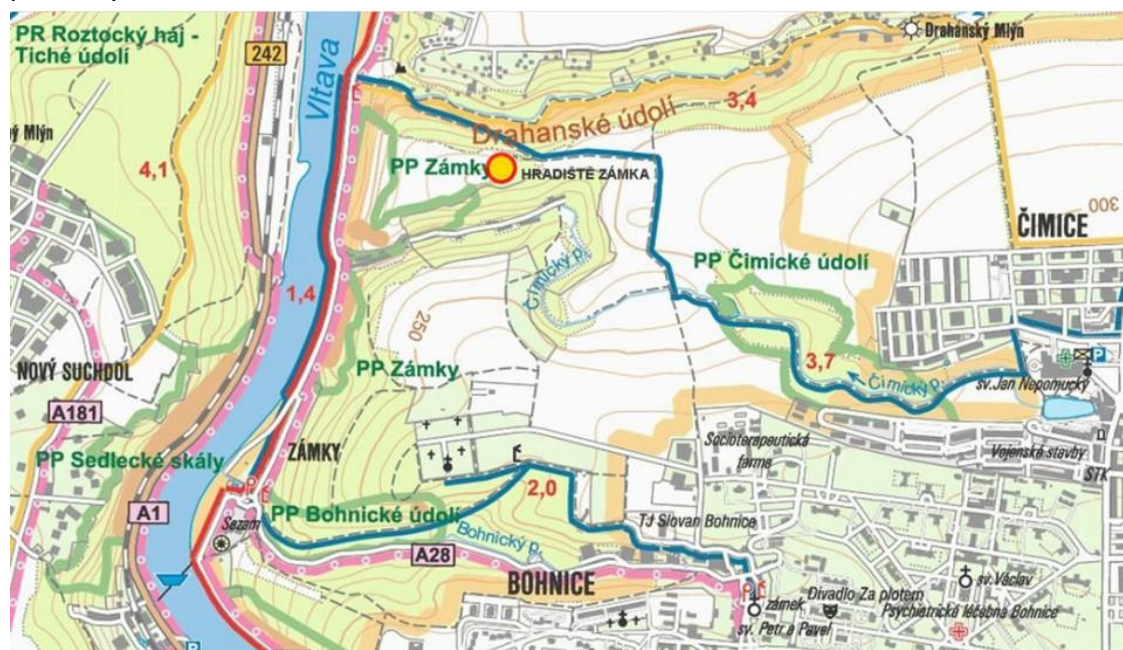 PR Roztocký háj -
Tiché údolí
242
Vltava
Drahanský Mlýn
3,4
Drahanské údolí
ý Mlýn
4,1
PP Zámky
HRADIŠTĚ ZÁMKA
300
ČIMICE
Čimický p.
PP Čimické údolí
1,4
250
3,7
Čimický p.
NOVÝ SUCHDOL
PP Zámky
sv. Jan Nepomucký
A181
Socioterapeutická
farma
Vojenské stavby
STK
ZÁMKY
PP Sedlecké skály
2,0
A1
PP Bohnické údolí
Sezam
TJ Slovan Bohnice
Bohnický p.
A28
BOHNICE
sv. Václav
zámek
Divadlo Za plotem
Psychiatrické léčebna Bohnice
sv. Petr a Pavel
P
P